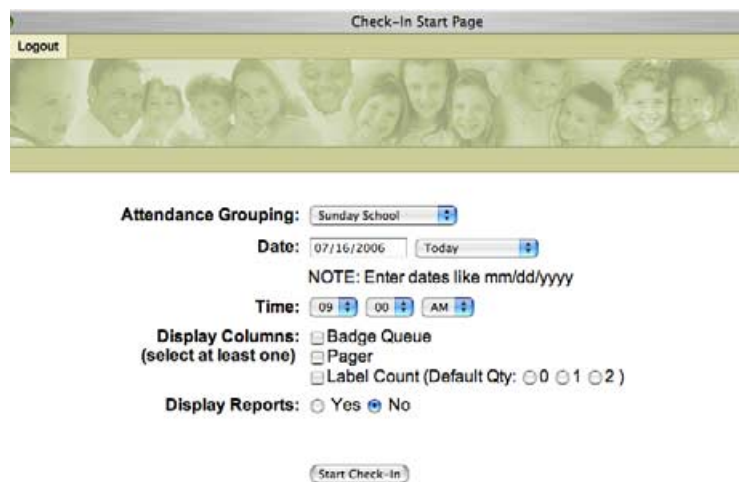 Check-In Start Page
Logout
Attendance Grouping: Sunday School
Date: 07/16/2006 Today
NOTE: Enter dates like mm/dd/yyyy
Time: 09 00 AM
Display Columns: Badge Queue
(select at least one) Pager
Label Count (Default Qty: 0 1 2 )
Display Reports: Yes No
Start Check-In